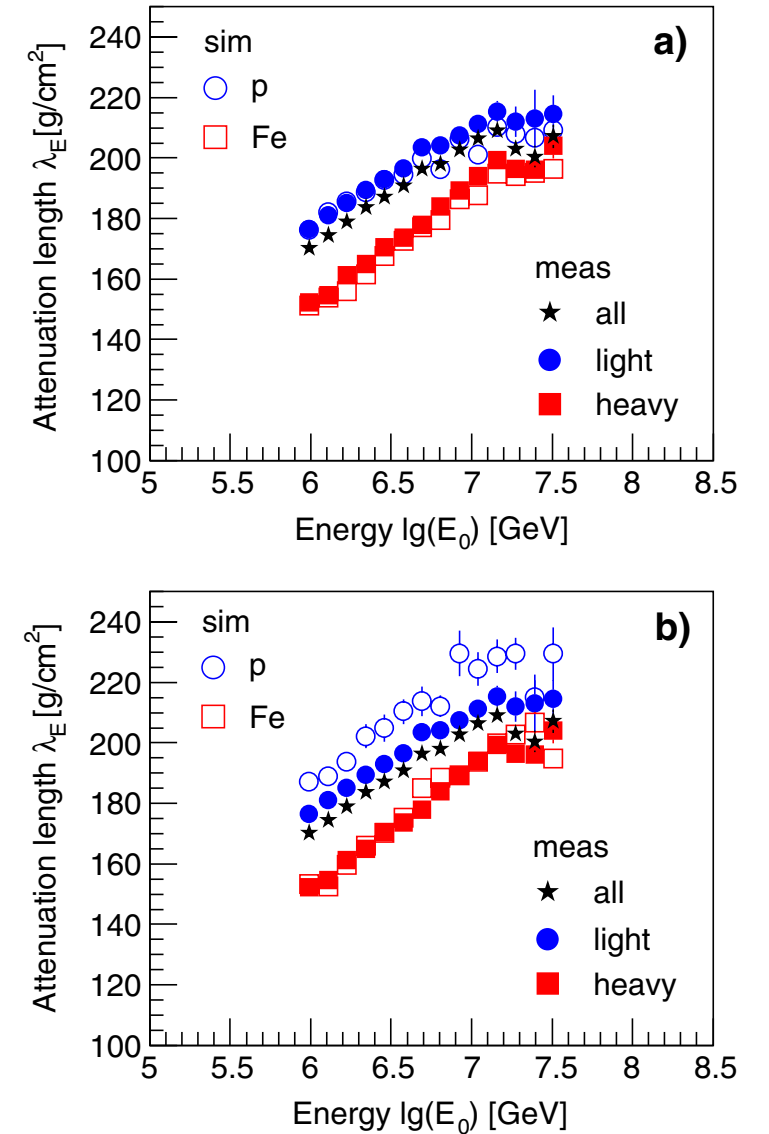 a)
sim
p
Fe
meas
all
light
heavy
Attenuation length λ_E [g/cm²]
240
220
200
180
160
140
120
100
5 5.5 6 6.5 7 7.5 8 8.5
Energy lg(E₀) [GeV]
b)
sim
p
Fe
meas
all
light
heavy
Attenuation length λ_E [g/cm²]
240
220
200
180
160
140
120
100
5 5.5 6 6.5 7 7.5 8 8.5
Energy lg(E₀) [GeV]